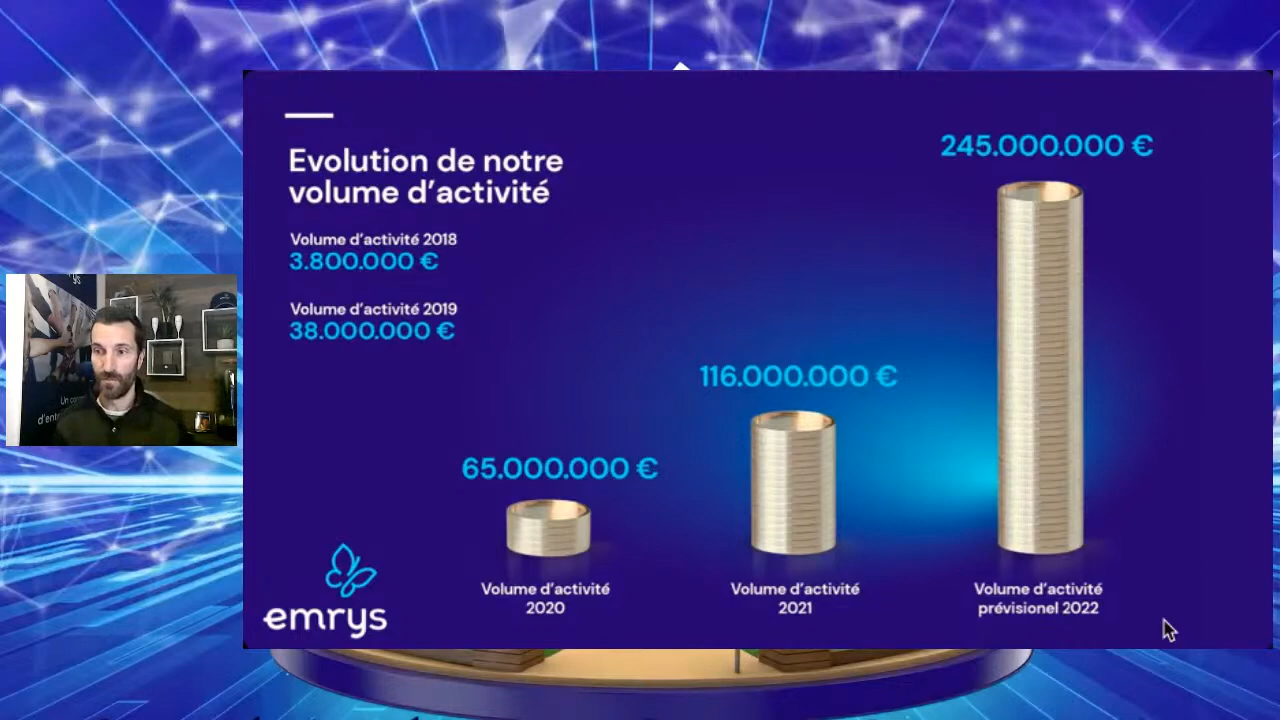 Evolution de notre
volume d'activité
Volume d'activité 2018
3.800.000 €
Volume d'activité 2019
38.000.000 €
65.000.000 €
Volume d'activité
2020
116.000.000 €
Volume d'activité
2021
245.000.000 €
Volume d'activité
prévisionel 2022
emrys